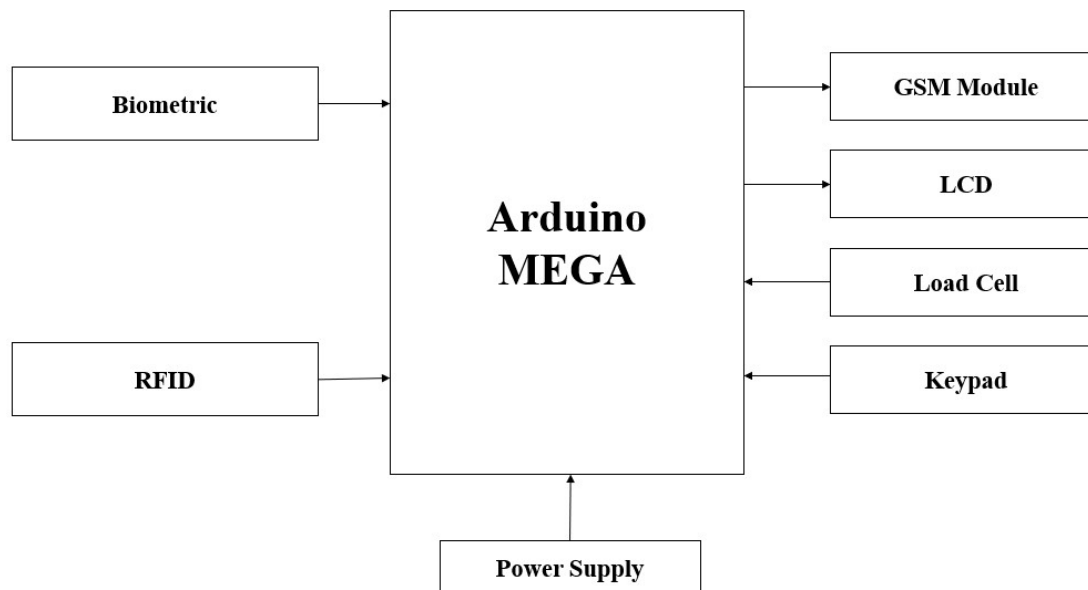 Biometric
GSM Module
LCD
Arduino
MEGA
Load Cell
RFID
Keypad
Power Supply